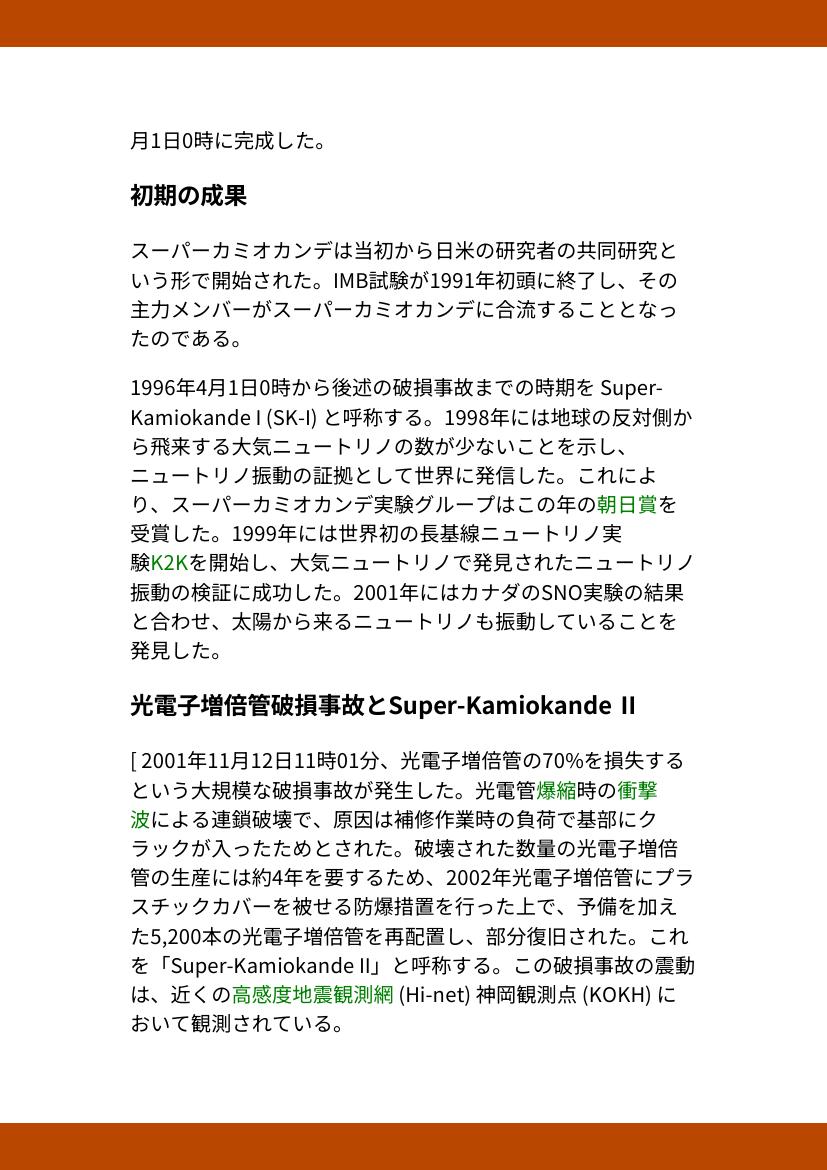 月1日0時に完成した。
初期の成果
スーパーカミオカンデは当初から日米の研究者の共同研究と
いう形で開始された。IMB試験が1991年初頭に終了し、その
主力メンバーがスーパーカミオカンデに合流することとなっ
たのである。
1996年4月1日0時から後述の破損事故までの時期を Super-
Kamiokande I (SK-I) と呼称する。1998年には地球の反対側か
ら飛来する大気ニュートリノの数が少ないことを示し、
ニュートリノ振動の証拠として世界に発信した。これによ
り、スーパーカミオカンデ実験グループはこの年の朝日賞を
受賞した。1999年には世界初の長基線ニュートリノ実
験K2Kを開始し、大気ニュートリノで発見されたニュートリノ
振動の検証に成功した。2001年にはカナダのSNO実験の結果
と合わせ、太陽から来るニュートリノも振動していることを
発見した。
光電子増倍管破損事故とSuper-Kamiokande Ⅱ
[ 2001年11月12日11時01分、光電子増倍管の70%を損失する
という大規模な破損事故が発生した。光電管爆縮時の衝撃
波による連鎖破壊で、原因は補修作業時の負荷で基部にク
ラックが入ったためとされた。破壊された数量の光電子増倍
管の生産には約4年を要するため、2002年光電子増倍管にプラ
スチックカバーを被せる防爆措置を行った上で、予備を加え
た5,200本の光電子増倍管を再配置し、部分復旧された。これ
を「Super-Kamiokande II」と呼称する。この破損事故の震動
は、近くの高感度地震観測網 (Hi-net) 神岡観測点 (KOKH) に
おいて観測されている。